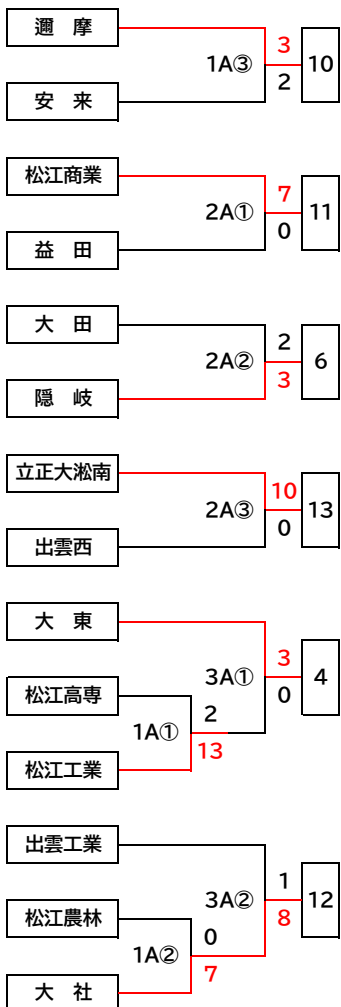 邇　摩
1A③
3
2
10
安　来
松江商業
2A①
7
0
11
益　田
大　田
2A②
2
3
6
隠　岐
立正大淞南
2A③
10
0
13
出雲西
大　東
3A①
3
0
4
松江高専
1A①
2
13
松江工業
出雲工業
3A②
1
8
12
松江農林
1A②
0
7
大　社